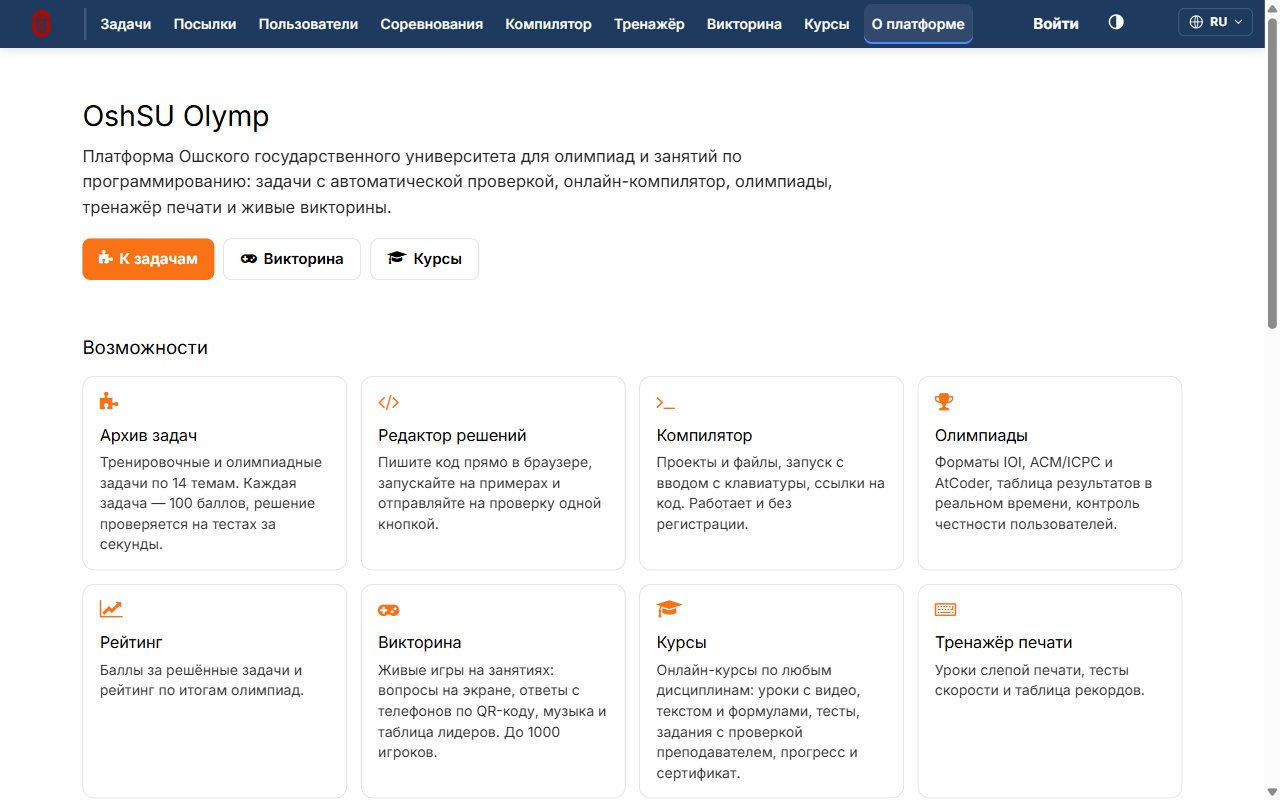 Задачи Посылки Пользователи Соревнования Компилятор Тренажёр Викторина Курсы О платформе Войти RU
OshSU Olymp
Платформа Ошского государственного университета для олимпиад и занятий по
программированию: задачи с автоматической проверкой, онлайн-компилятор, олимпиады,
тренажёр печати и живые викторины.
К задачам Викторина Курсы
Возможности
Архив задач
Тренировочные и олимпиадные
задачи по 14 темам. Каждая
задача — 100 баллов, решение
проверяется на тестах за
секунды.
Редактор решений
Пишите код прямо в браузере,
запускайте на примерах и
отправляйте на проверку одной
кнопкой.
Компилятор
Проекты и файлы, запуск с
вводом с клавиатуры, ссылки на
код. Работает и без
регистрации.
Олимпиады
Форматы IOI, ACM/ICPC и
AtCoder, таблица результатов в
реальном времени, контроль
честности пользователей.
Рейтинг
Баллы за решённые задачи и
рейтинг по итогам олимпиад.
Викторина
Живые игры на занятиях:
вопросы на экране, ответы с
телефонов по QR-коду, музыка и
таблица лидеров. До 1000
игроков.
Курсы
Онлайн-курсы по любым
дисциплинам: уроки с видео,
текстом и формулами, тесты,
задания с проверкой
преподавателем, прогресс и
сертификат.
Тренажёр печати
Уроки слепой печати, тесты
скорости и таблица рекордов.